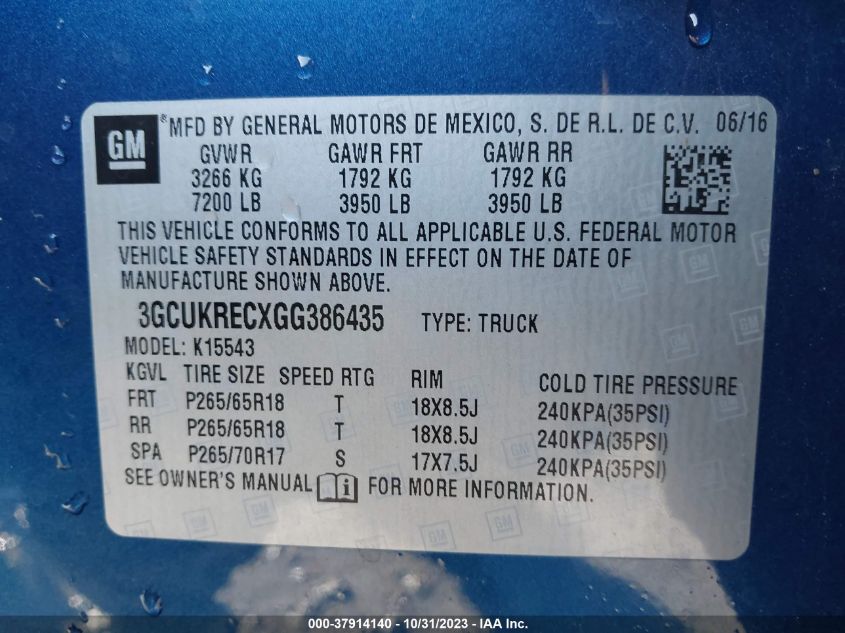 GM
® MFD BY GENERAL MOTORS DE MEXICO, S. DE R.L. DE C.V. 06/16
GVWR GAWR FRT GAWR RR
3266 KG 1792 KG 1792 KG
7200 LB 3950 LB 3950 LB
THIS VEHICLE CONFORMS TO ALL APPLICABLE U.S. FEDERAL MOTOR
VEHICLE SAFETY STANDARDS IN EFFECT ON THE DATE OF
MANUFACTURE SHOWN ABOVE.
3GCUKRECXGG386435 TYPE: TRUCK
MODEL: K15543
KGVL TIRE SIZE SPEED RTG RIM COLD TIRE PRESSURE
FRT P265/65R18 T 18X8.5J 240KPA(35PSI)
RR P265/65R18 T 18X8.5J 240KPA(35PSI)
SPA P265/70R17 S 17X7.5J 240KPA(35PSI)
SEE OWNER'S MANUAL i FOR MORE INFORMATION.
000-37914140 - 10/31/2023 - IAA Inc.